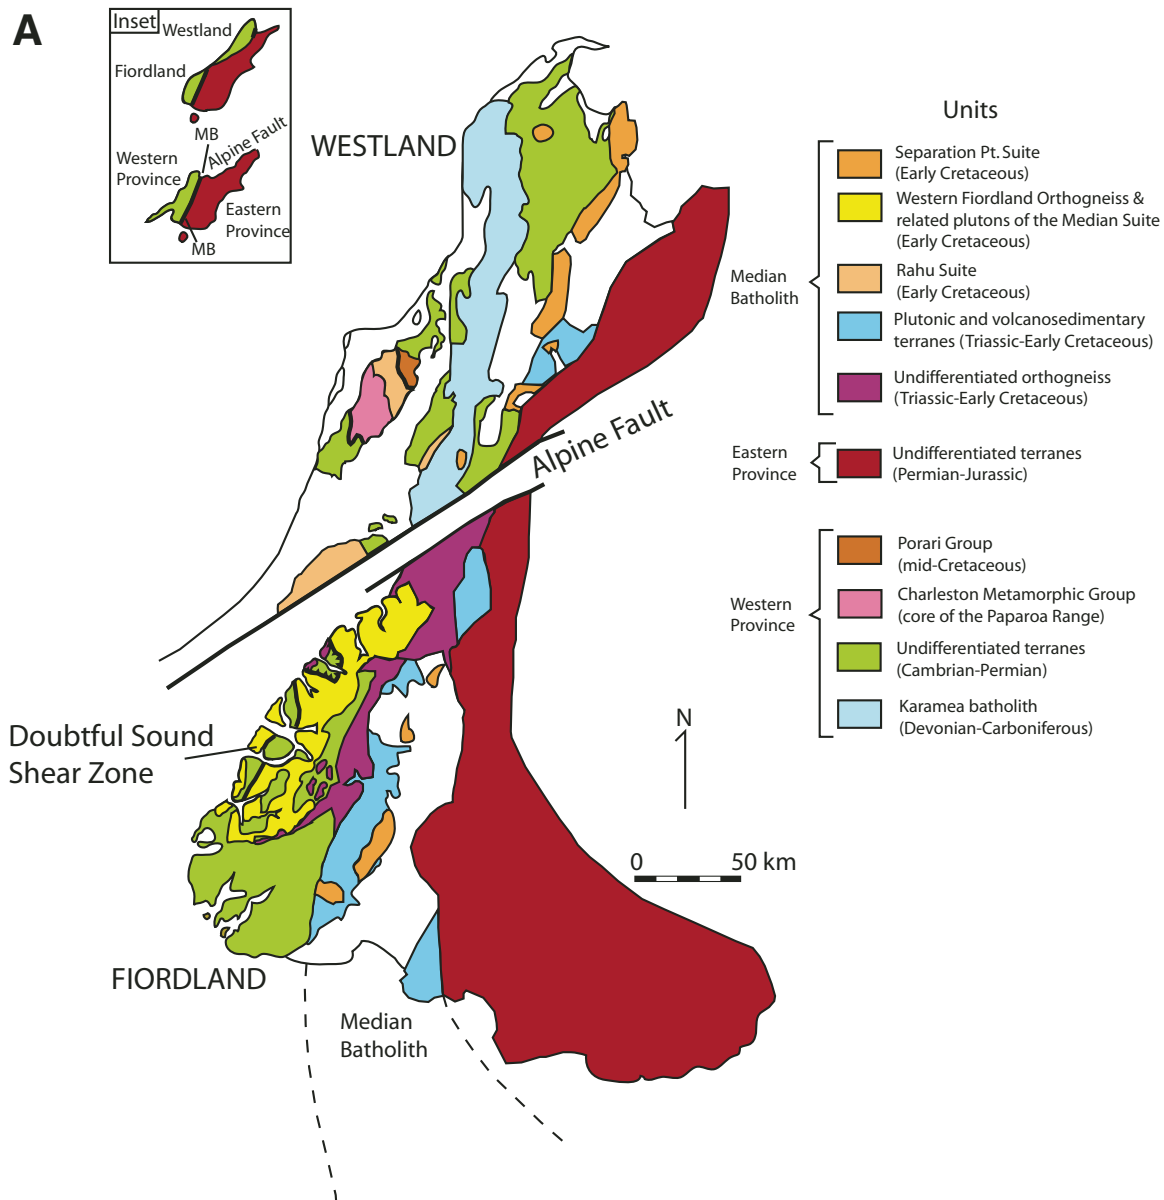 A
Inset
Westland
Fiordland
MB
Alpine Fault
Western
Province
Eastern
Province
MB
WESTLAND
Alpine Fault
Doubtful Sound
Shear Zone
FIORDLAND
Median
Batholith
N
0 50 km
Units
Median
Batholith
Separation Pt. Suite
(Early Cretaceous)
Western Fiordland Orthogneiss &
related plutons of the Median Suite
(Early Cretaceous)
Rahu Suite
(Early Cretaceous)
Plutonic and volcanosedimentary
terranes (Triassic-Early Cretaceous)
Undifferentiated orthogneiss
(Triassic-Early Cretaceous)
Eastern
Province
Undifferentiated terranes
(Permian-Jurassic)
Western
Province
Porari Group
(mid-Cretaceous)
Charleston Metamorphic Group
(core of the Paparoa Range)
Undifferentiated terranes
(Cambrian-Permian)
Karamea batholith
(Devonian-Carboniferous)